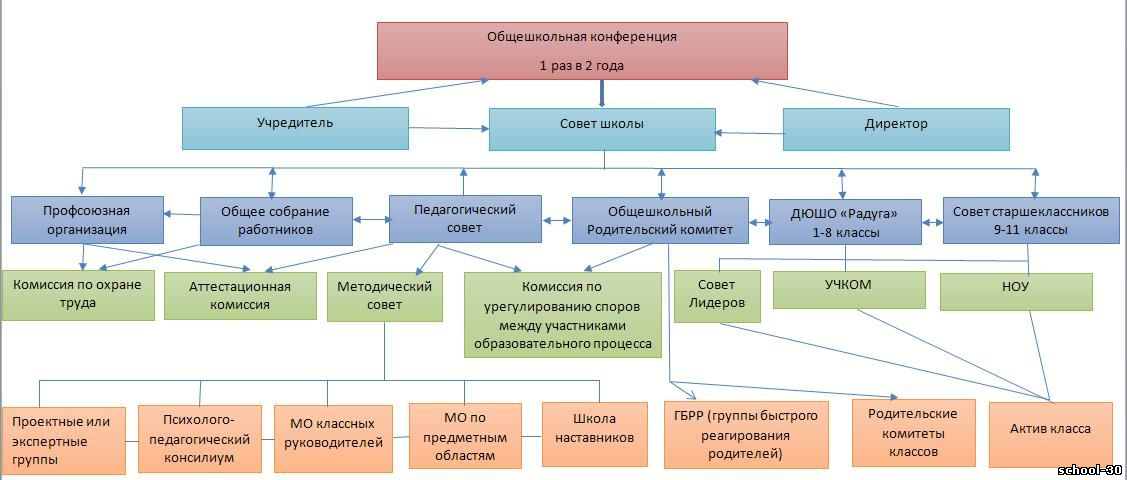 Общешкольная конференция
1 раз в 2 года
Учредитель
Совет школы
Директор
Профсоюзная
организация
Общее собрание
работников
Педагогический
совет
Общешкольный
Родительский комитет
ДЮШО «Радуга»
1-8 классы
Совет старшеклассников
9-11 классы
Комиссия по охране
труда
Аттестационная
комиссия
Методический
совет
Комиссия по
урегулированию споров
между участниками
образовательного процесса
Совет
Лидеров
УЧКОМ
НОУ
Проектные или
экспертные
группы
Психолого-
педагогический
консилиум
МО классных
руководителей
МО по
предметным
областям
Школа
наставников
ГБРР (группы быстрого
реагирования
родителей)
Родительские
комитеты
классов
Актив класса
school-30